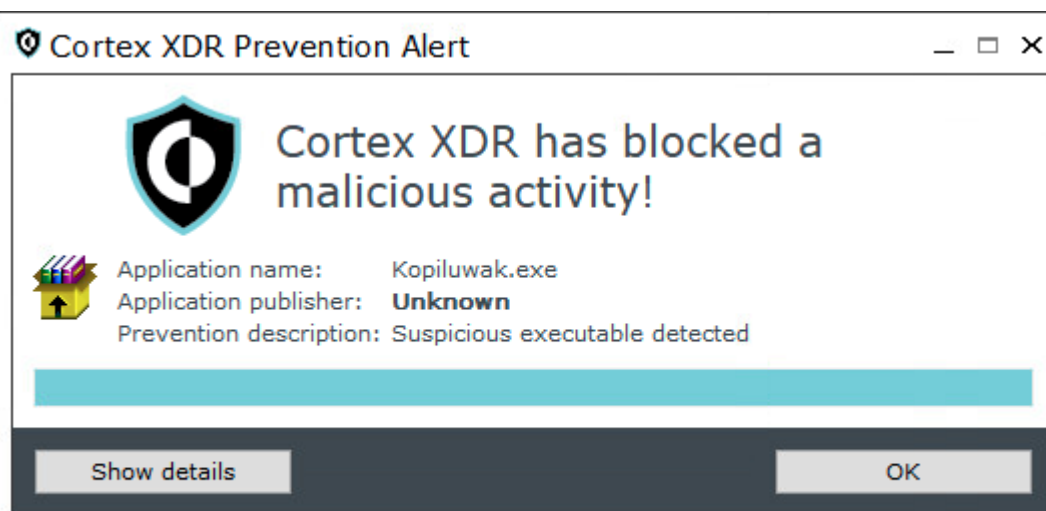 Cortex XDR Prevention Alert
Cortex XDR has blocked a
malicious activity!
Application name: Kopiluwak.exe
Application publisher: Unknown
Prevention description: Suspicious executable detected
Show details OK